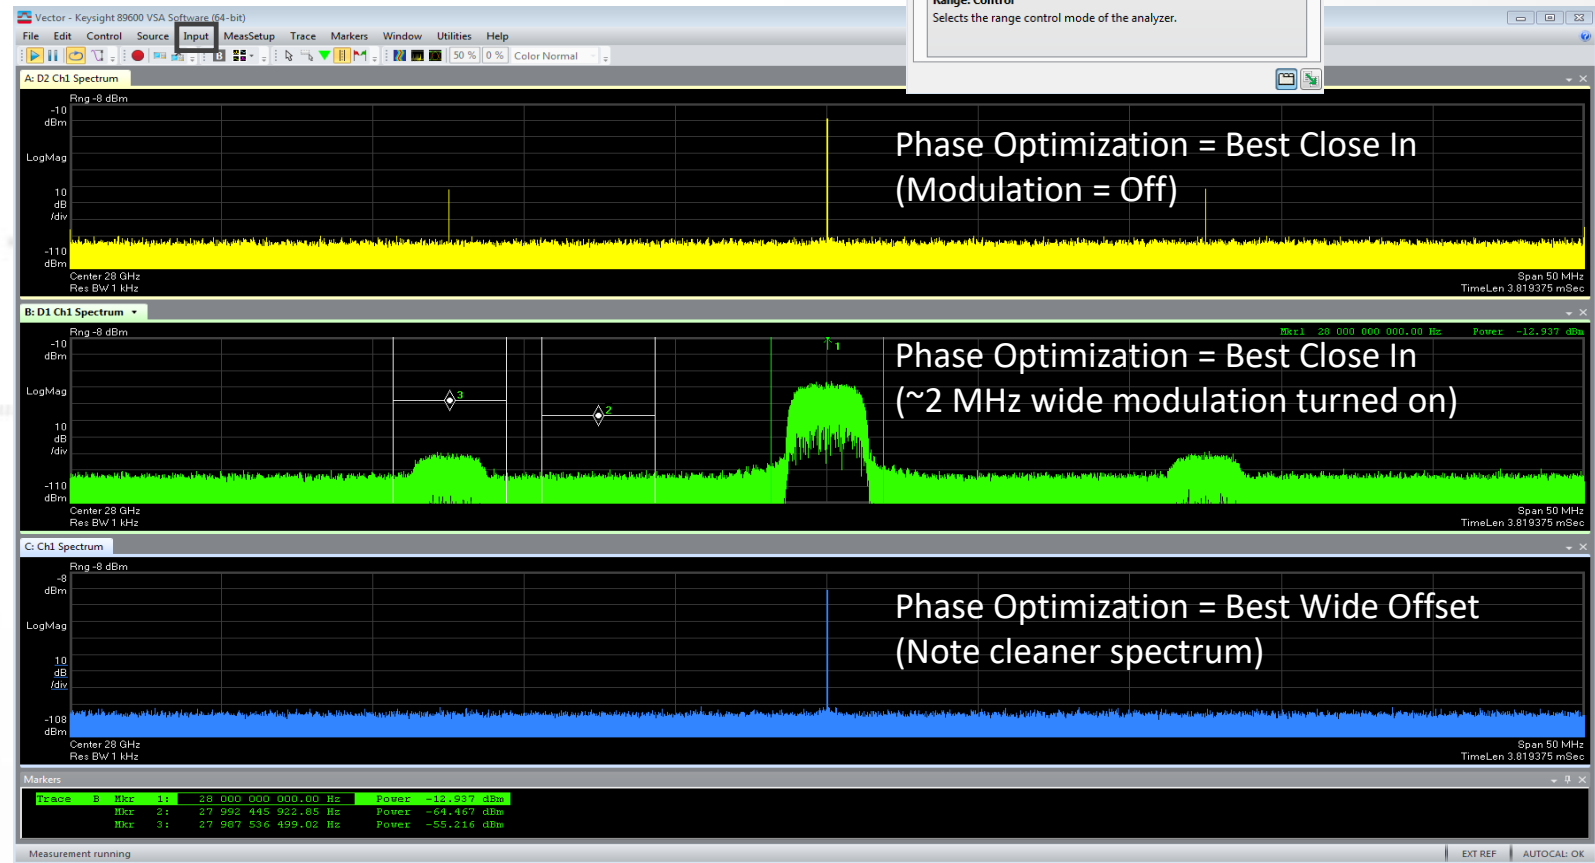 Range: Control
Selects the range control mode of the analyzer.
Vector - Keysight 89600 VSA Software (64-bit)
File Edit Control Source Input MeasSetup Trace Markers Window Utilities Help
B 50 % 0 % Color Normal
A: D2 Ch1 Spectrum
Rng -8 dBm
-10
dBm
LogMag
10
dB
/div
-110
dBm
Center 28 GHz
Res BW 1 kHz
Span 50 MHz
TimeLen 3.819375 mSec
Phase Optimization = Best Close In
(Modulation = Off)
B: D1 Ch1 Spectrum
Rng -8 dBm
Mkr1 28 000 000 000.00 Hz Power -12.937 dBm
-10
dBm
LogMag
10
dB
/div
-110
dBm
1
3
2
Center 28 GHz
Res BW 1 kHz
Span 50 MHz
TimeLen 3.819375 mSec
Phase Optimization = Best Close In
(~2 MHz wide modulation turned on)
C: Ch1 Spectrum
Rng -8 dBm
-8
dBm
LogMag
10
dB
/div
-108
dBm
Center 28 GHz
Res BW 1 kHz
Span 50 MHz
TimeLen 3.819375 mSec
Phase Optimization = Best Wide Offset
(Note cleaner spectrum)
Markers
Trace B Mkr 1: 28 000 000 000.00 Hz Power -12.937 dBm
Mkr 2: 27 992 445 922.85 Hz Power -64.467 dBm
Mkr 3: 27 987 536 499.02 Hz Power -55.216 dBm
Measurement running
EXT REF AUTOCAL: OK